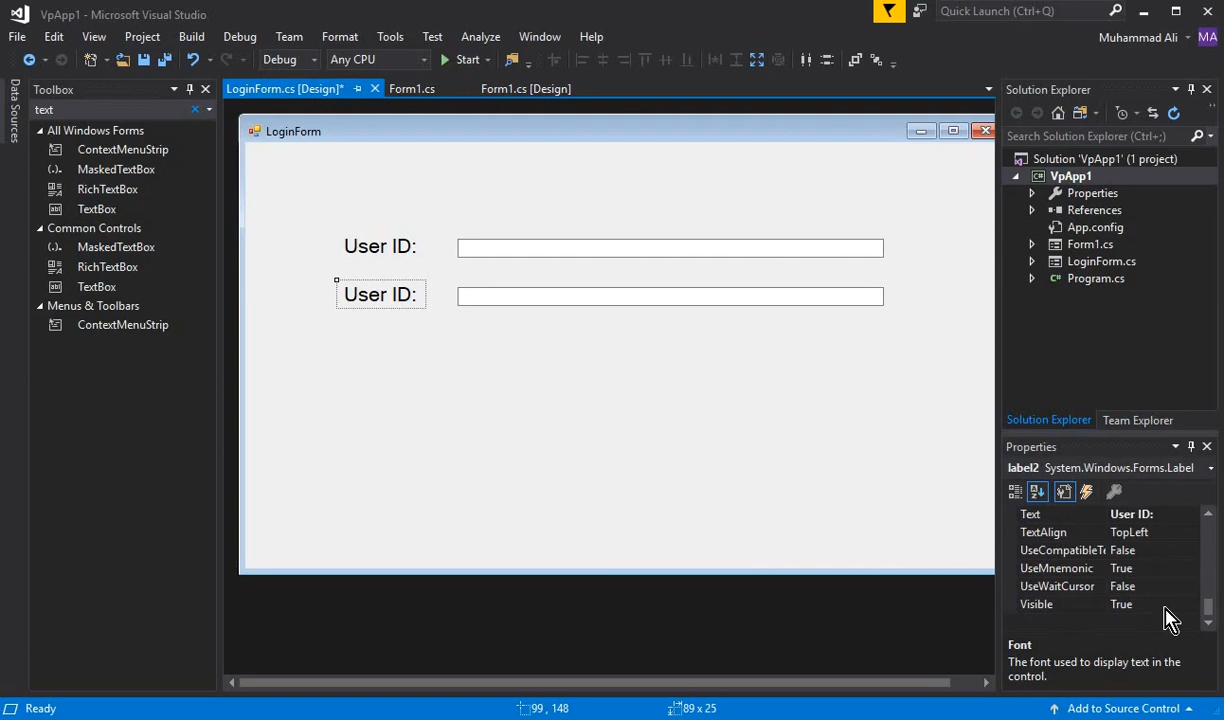 VpApp1 - Microsoft Visual Studio
Quick Launch (Ctrl+Q)
File Edit View Project Build Debug Team Format Tools Test Analyze Window Help
Muhammad Ali MA
Debug Any CPU Start
Data Sources
Toolbox
text
All Windows Forms
ContextMenuStrip
MaskedTextBox
RichTextBox
TextBox
Common Controls
MaskedTextBox
RichTextBox
TextBox
Menus & Toolbars
ContextMenuStrip
LoginForm.cs [Design]* Form1.cs Form1.cs [Design]
LoginForm
User ID:
User ID:
Solution Explorer
Search Solution Explorer (Ctrl+;)
Solution 'VpApp1' (1 project)
VpApp1
Properties
References
App.config
Form1.cs
LoginForm.cs
Program.cs
Solution Explorer Team Explorer
Properties
label2 System.Windows.Forms.Label
Text User ID:
TextAlign TopLeft
UseCompatibleTe False
UseMnemonic True
UseWaitCursor False
Visible True
Font
The font used to display text in the
control.
Ready 99 , 148 89 x 25 Add to Source Control